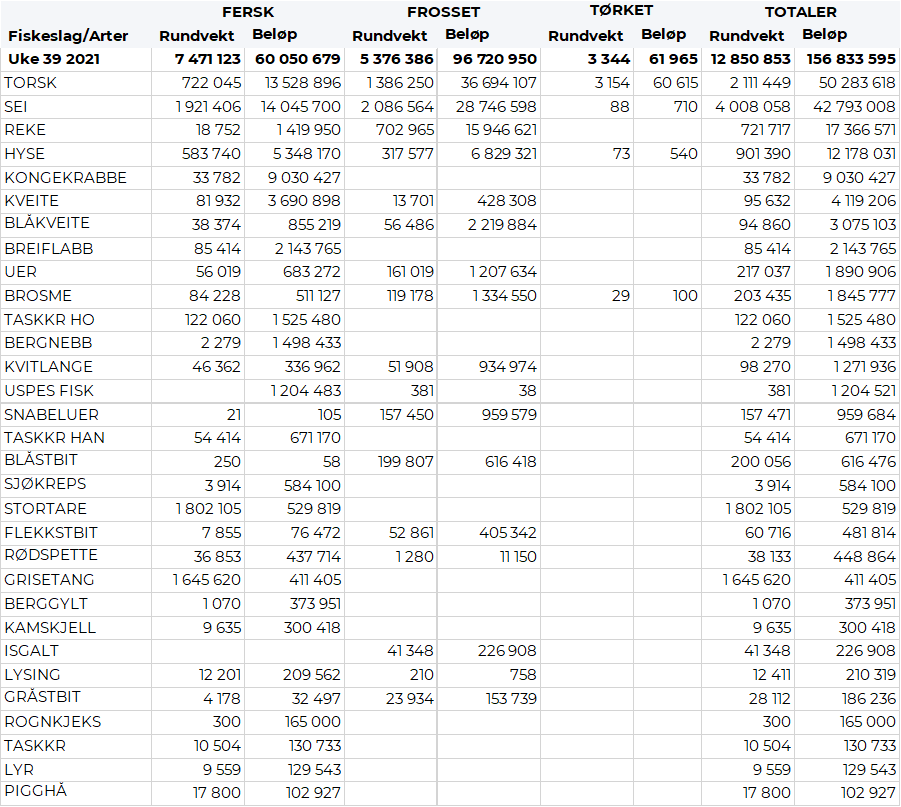 FERSK FROSSET TØRKET TOTALER
Fiskeslag/Arter Rundvekt Beløp Rundvekt Beløp Rundvekt Beløp Rundvekt Beløp
Uke 39 2021 7 471 123 60 050 679 5 376 386 96 720 950 3 344 61 965 12 850 853 156 833 595
TORSK 722 045 13 528 896 1 386 250 36 694 107 3 154 60 615 2 111 449 50 283 618
SEI 1 921 406 14 045 700 2 086 564 28 746 598 88 710 4 008 058 42 793 008
REKE 18 752 1 419 950 702 965 15 946 621 721 717 17 366 571
HYSE 583 740 5 348 170 317 577 6 829 321 73 540 901 390 12 178 031
KONGEKRABBE 33 782 9 030 427 33 782 9 030 427
KVEITE 81 932 3 690 898 13 701 428 308 95 632 4 119 206
BLÅKVEITE 38 374 855 219 56 486 2 219 884 94 860 3 075 103
BREIFLABB 85 414 2 143 765 85 414 2 143 765
UER 56 019 683 272 161 019 1 207 634 217 037 1 890 906
BROSME 84 228 511 127 119 178 1 334 550 29 100 203 435 1 845 777
TASKKR HO 122 060 1 525 480 122 060 1 525 480
BERGNEBB 2 279 1 498 433 2 279 1 498 433
KVITLANGE 46 362 336 962 51 908 934 974 98 270 1 271 936
USPES FISK 1 204 483 381 38 381 1 204 521
SNABELUER 21 105 157 450 959 579 157 471 959 684
TASKKR HAN 54 414 671 170 54 414 671 170
BLÅSTBIT 250 58 199 807 616 418 200 056 616 476
SJØKREPS 3 914 584 100 3 914 584 100
STORTARE 1 802 105 529 819 1 802 105 529 819
FLEKKSTBIT 7 855 76 472 52 861 405 342 60 716 481 814
RØDSPETTE 36 853 437 714 1 280 11 150 38 133 448 864
GRISETANG 1 645 620 411 405 1 645 620 411 405
BERGGYLT 1 070 373 951 1 070 373 951
KAMSKJELL 9 635 300 418 9 635 300 418
ISGALT 41 348 226 908 41 348 226 908
LYSING 12 201 209 562 210 758 12 411 210 319
GRÅSTBIT 4 178 32 497 23 934 153 739 28 112 186 236
ROGNKJEKS 300 165 000 300 165 000
TASKKR 10 504 130 733 10 504 130 733
LYR 9 559 129 543 9 559 129 543
PIGGHÅ 17 800 102 927 17 800 102 927